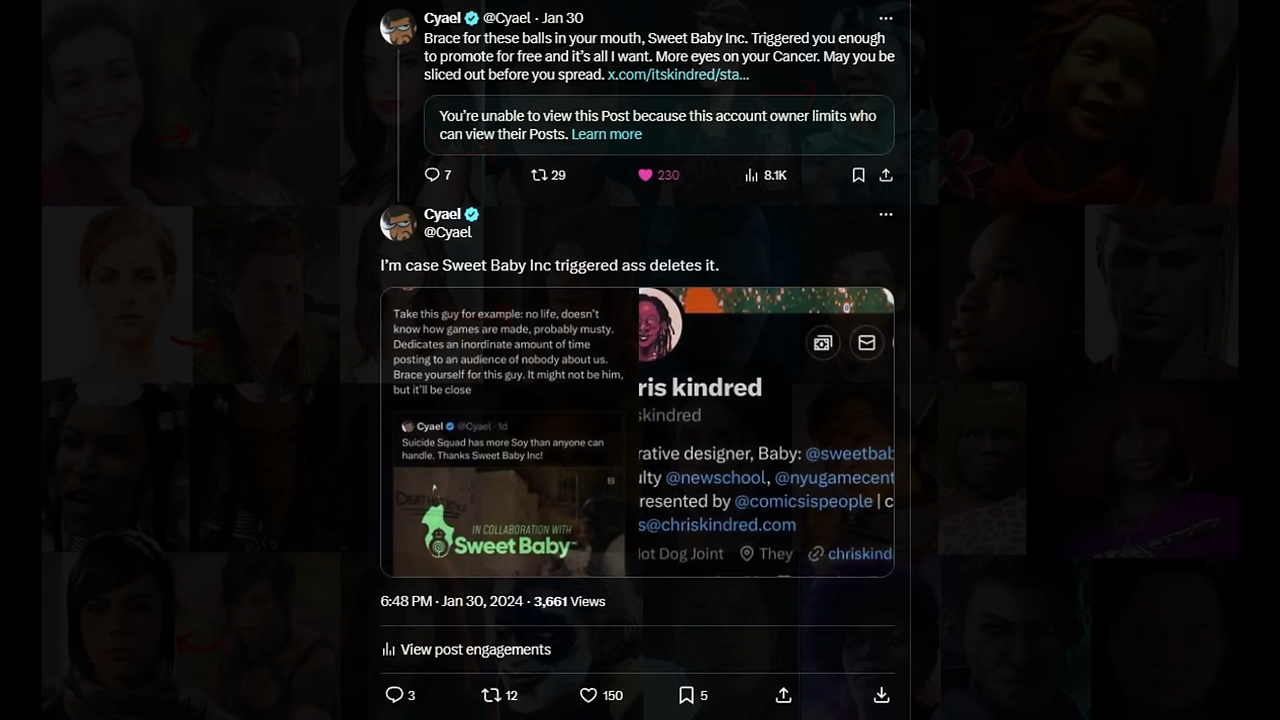 Cyael @Cyael · Jan 30
Brace for these balls in your mouth, Sweet Baby Inc. Triggered you enough
to promote for free and it's all I want. More eyes on your Cancer. May you be
sliced out before you spread. x.com/itskindred/sta...
You're unable to view this Post because this account owner limits who
can view their Posts. Learn more
7 29 230 8.1K
Cyael
@Cyael
I'm case Sweet Baby Inc triggered ass deletes it.
Take this guy for example: no life, doesn't
know how games are made, probably musty.
Dedicates an inordinate amount of time
posting to an audience of nobody about us.
Brace yourself for this guy. It might not be him,
but it'll be close
Cyael @Cyael · 1d
Suicide Squad has more Soy than anyone can
handle. Thanks Sweet Baby Inc!
IN COLLABORATION WITH
Sweet Baby
ris kindred
skindred
rative designer, Baby: @sweetbab
ulty @newschool, @nyugamecent
resented by @comicsispeople | c
s@chriskindred.com
lot Dog Joint They chriskind
6:48 PM · Jan 30, 2024 · 3,661 Views
View post engagements
3 12 150 5